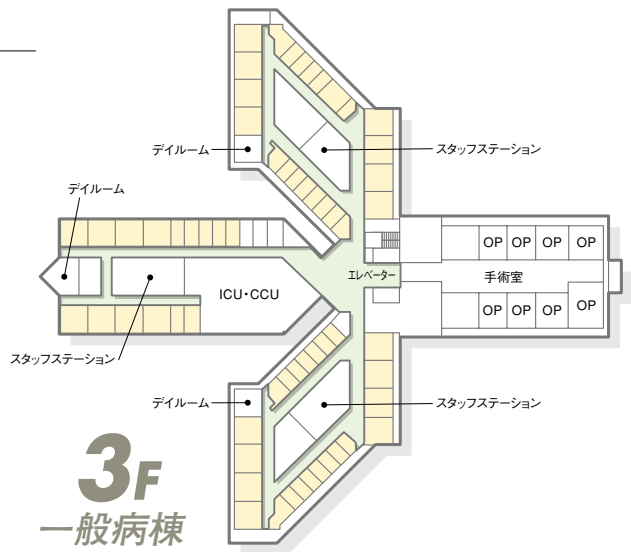 デイルーム
スタッフステーション
デイルーム
OP OP OP OP
エレベーター
手術室
ICU・CCU
OP OP OP OP
スタッフステーション
デイルーム
スタッフステーション
3F
一般病棟